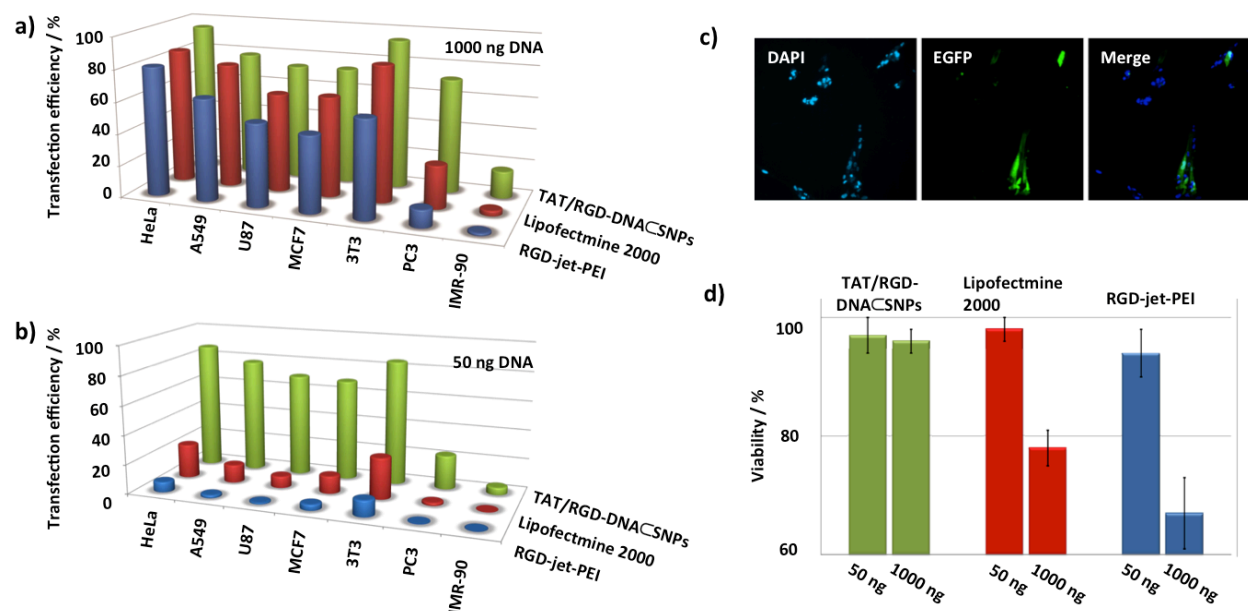 a)
Transfection efficiency / %
100
80
60
40
20
0
1000 ng DNA
HeLa
A549
U87
MCF7
3T3
PC3
IMR-90
TAT/RGD-DNA⊂SNPs
Lipofectmine 2000
RGD-jet-PEI
b)
Transfection efficiency / %
100
80
60
40
20
0
50 ng DNA
HeLa
A549
U87
MCF7
3T3
PC3
IMR-90
TAT/RGD-DNA⊂SNPs
Lipofectmine 2000
RGD-jet-PEI
c)
DAPI
EGFP
Merge
d)
Viability / %
100
80
60
TAT/RGD-
DNA⊂SNPs
Lipofectmine
2000
RGD-jet-PEI
50 ng
1000 ng
50 ng
1000 ng
50 ng
1000 ng